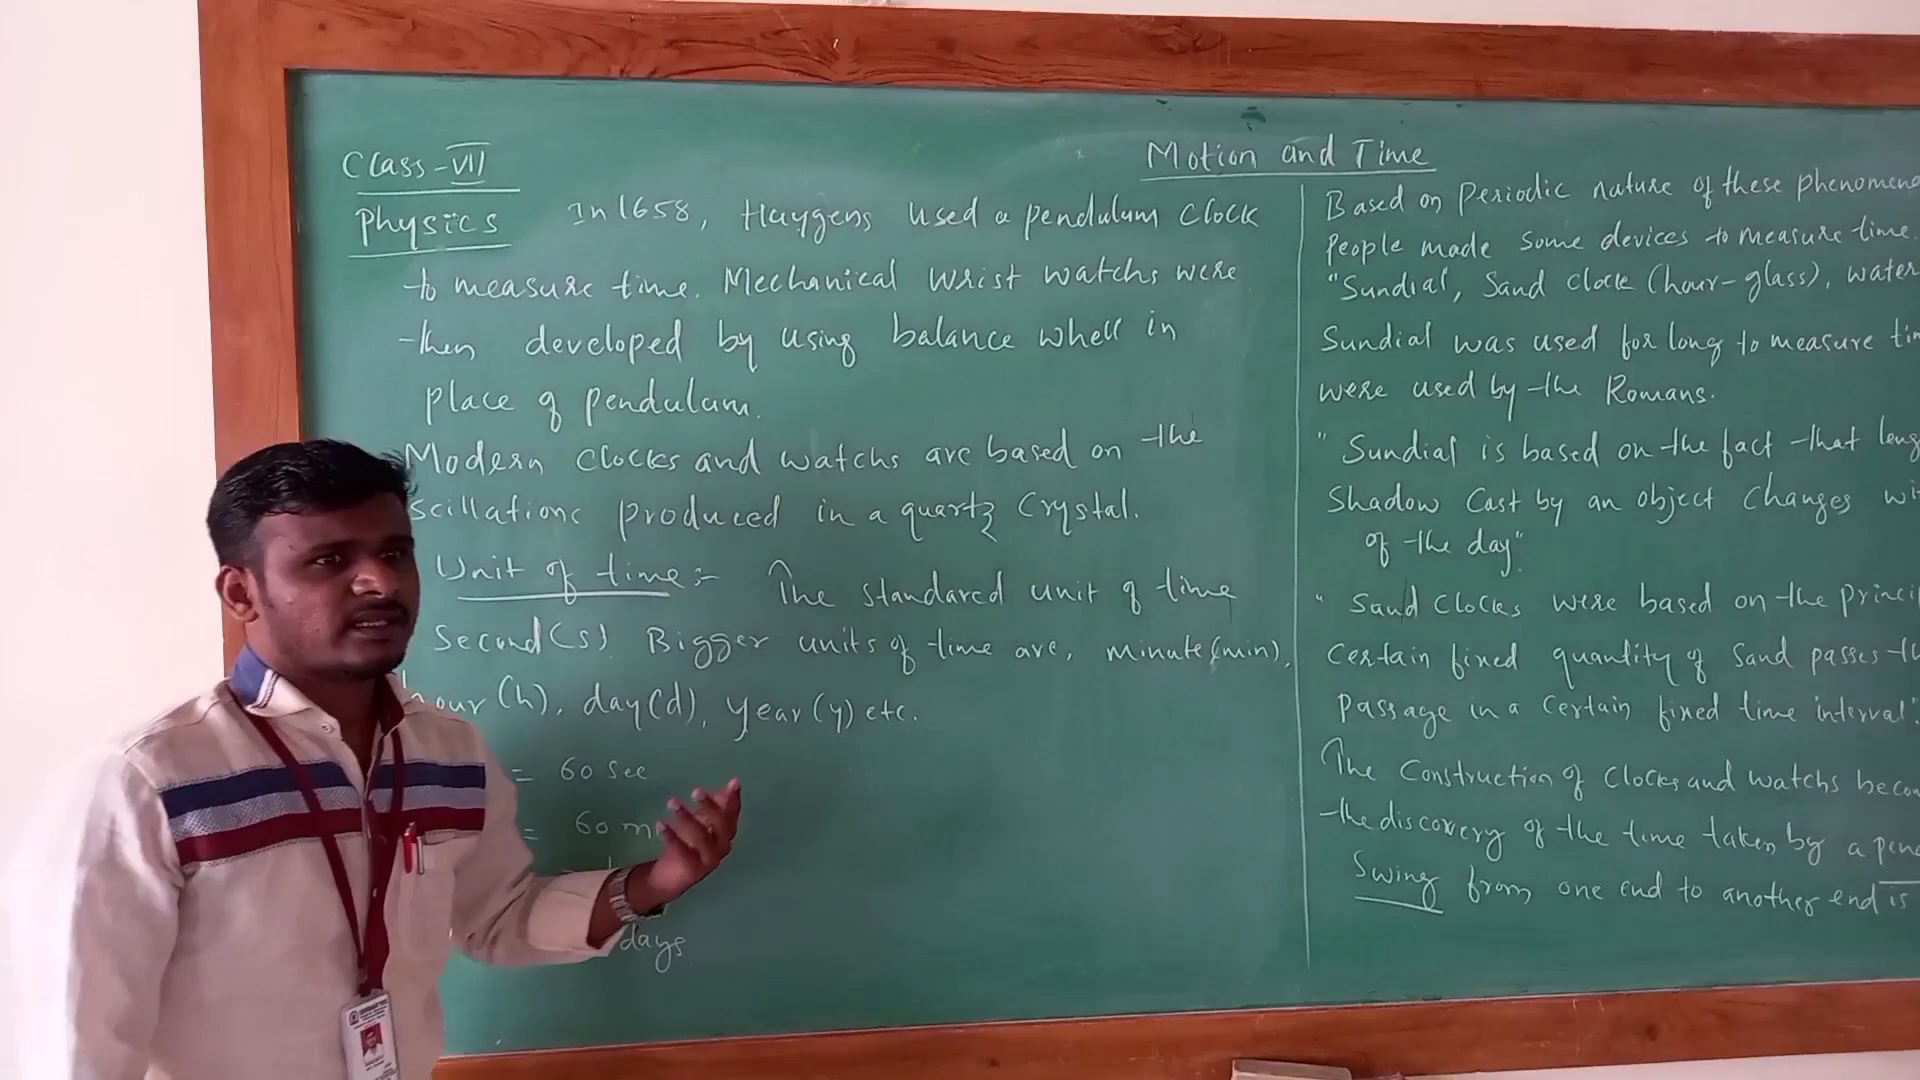 Class-VII
Physics
Motion and Time
In 1658, Huygens used a pendulum clock
to measure time. Mechanical wrist watchs were
then developed by using balance whell in
place of pendulum.
Modern clocks and watchs are based on the
scillations produced in a quartz crystal.
Unit of time:- The standared unit of time
Second(s). Bigger units of time are, minute(min),
hour (h), day(d), year (y) etc.
= 60 sec
= 60 m
days
Based on Periodic nature of these phenomena
People made some devices to measure time.
"Sundial, Sand clock (hour-glass), water
Sundial was used for long to measure tim
were used by the Romans.
" Sundial is based on the fact that leng
Shadow cast by an object changes wi
of the day"
" Sand clocks were based on the princi
certain fixed quantity of sand passes th
passage in a certain fixed time interval".
The construction of clocks and watchs becom
the discovery of the time taken by a pend
swing from one end to another end is